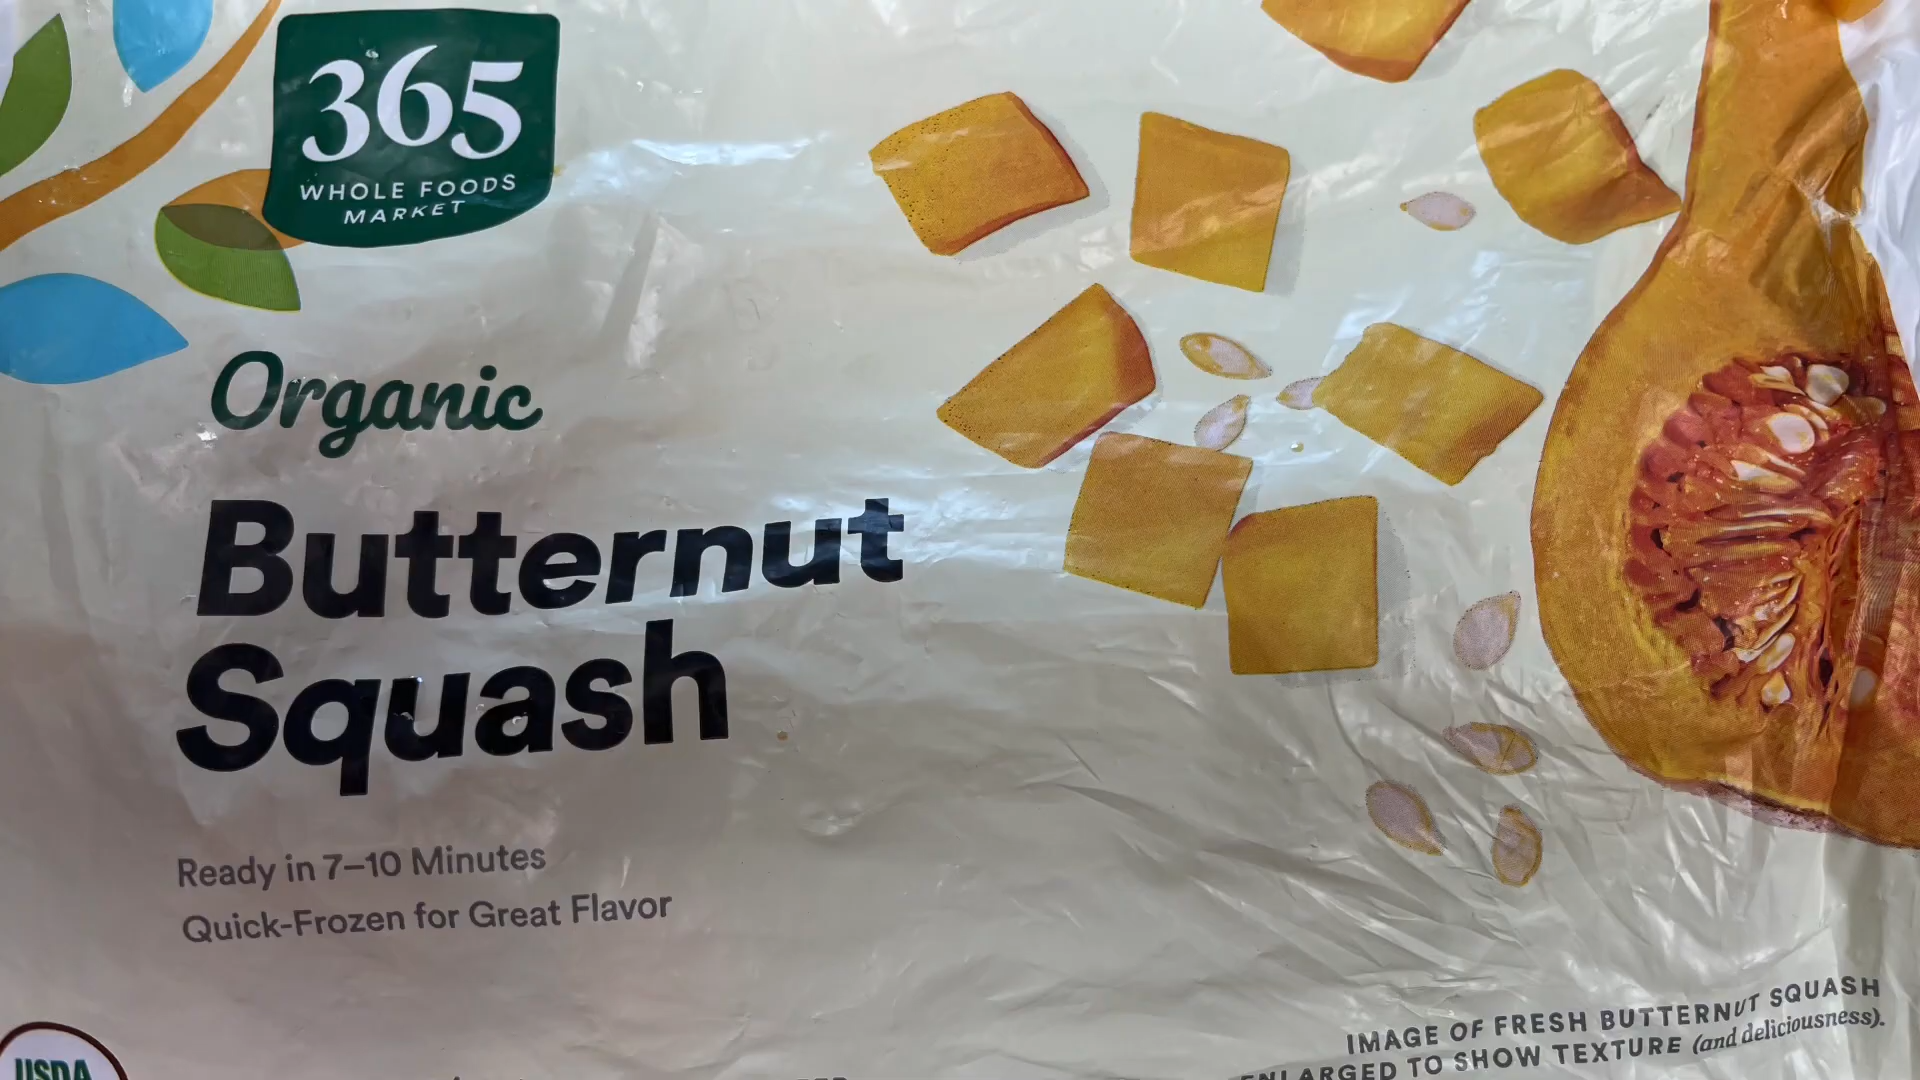 365
WHOLE FOODS
MARKET
Organic
Butternut
Squash
Ready in 7–10 Minutes
Quick-Frozen for Great Flavor
IMAGE OF FRESH BUTTERNUT SQUASH
ENLARGED TO SHOW TEXTURE (and deliciousness).
USDA